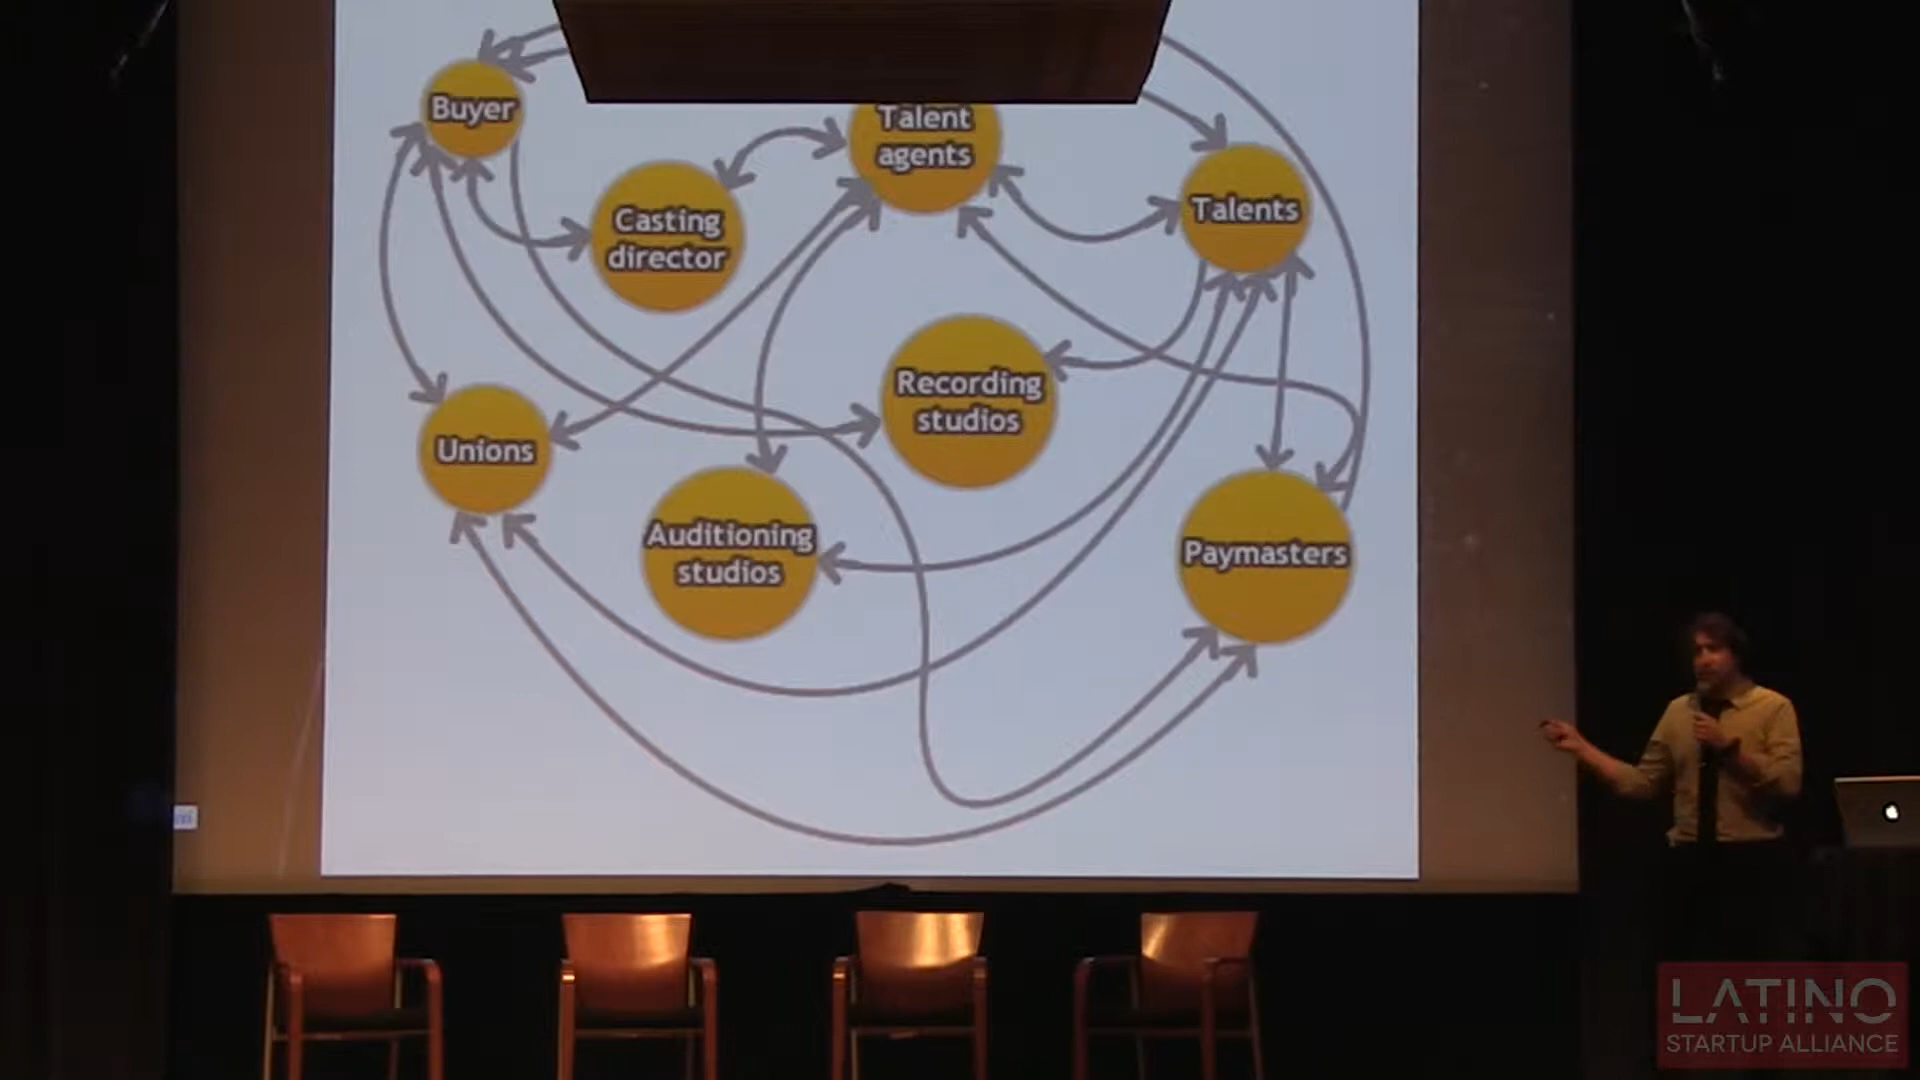 Buyer
Talent
agents
Casting
director
Talents
Recording
studios
Unions
Auditioning
studios
Paymasters
LATINO
STARTUP ALLIANCE